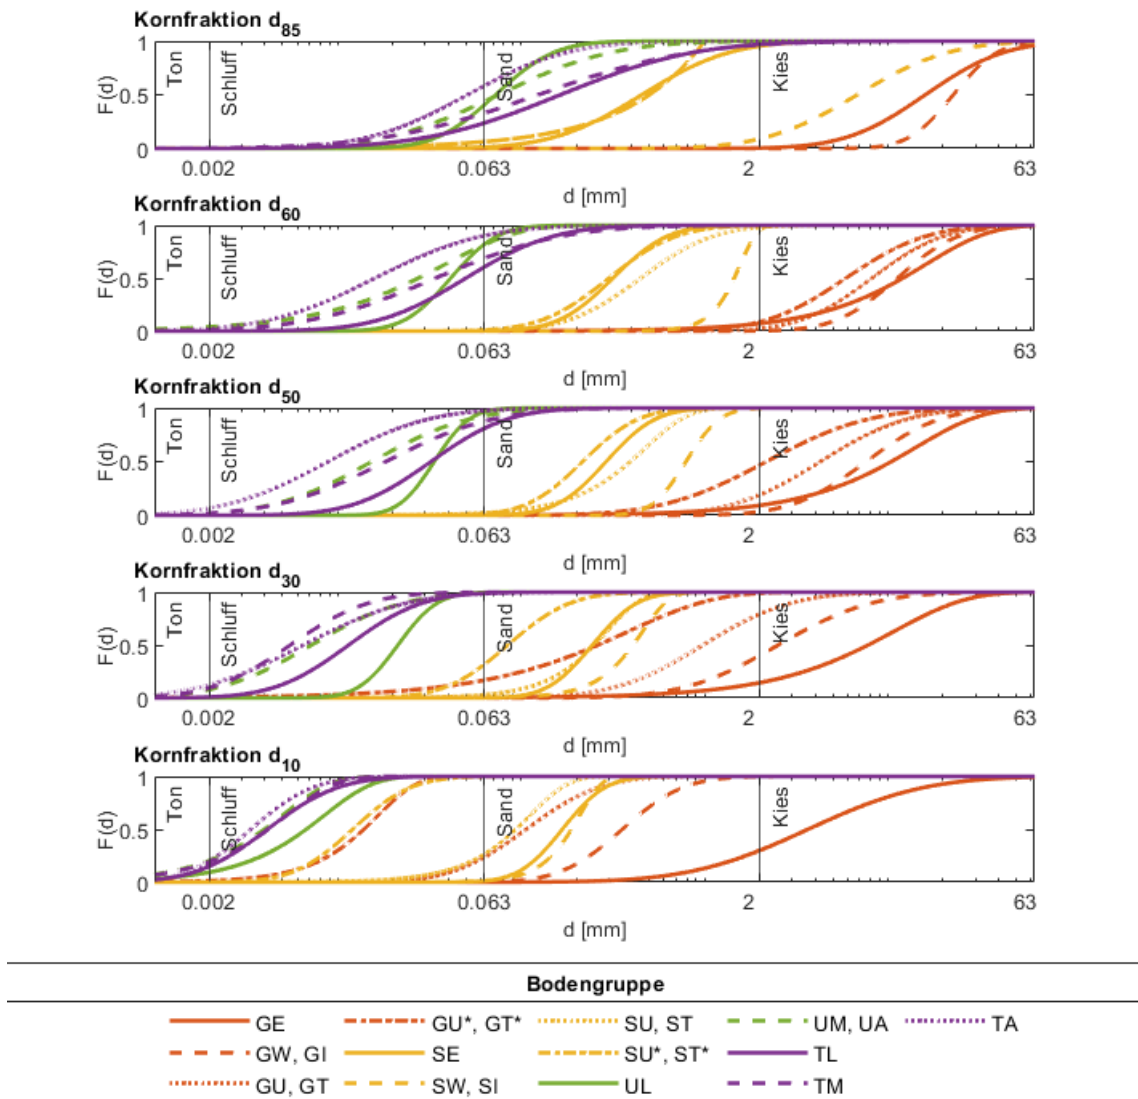 Kornfraktion d85
F(d)
1
0.5
0
Ton
Schluff
Sand
Kies
0.002
0.063
2
63
d [mm]
Kornfraktion d60
F(d)
1
0.5
0
Ton
Schluff
Sand
Kies
0.002
0.063
2
63
d [mm]
Kornfraktion d50
F(d)
1
0.5
0
Ton
Schluff
Sand
Kies
0.002
0.063
2
63
d [mm]
Kornfraktion d30
F(d)
1
0.5
0
Ton
Schluff
Sand
Kies
0.002
0.063
2
63
d [mm]
Kornfraktion d10
F(d)
1
0.5
0
Ton
Schluff
Sand
Kies
0.002
0.063
2
63
d [mm]
Bodengruppe
GE GU*, GT* SU, ST UM, UA TA
GW, GI SE SU*, ST* TL
GU, GT SW, SI UL TM